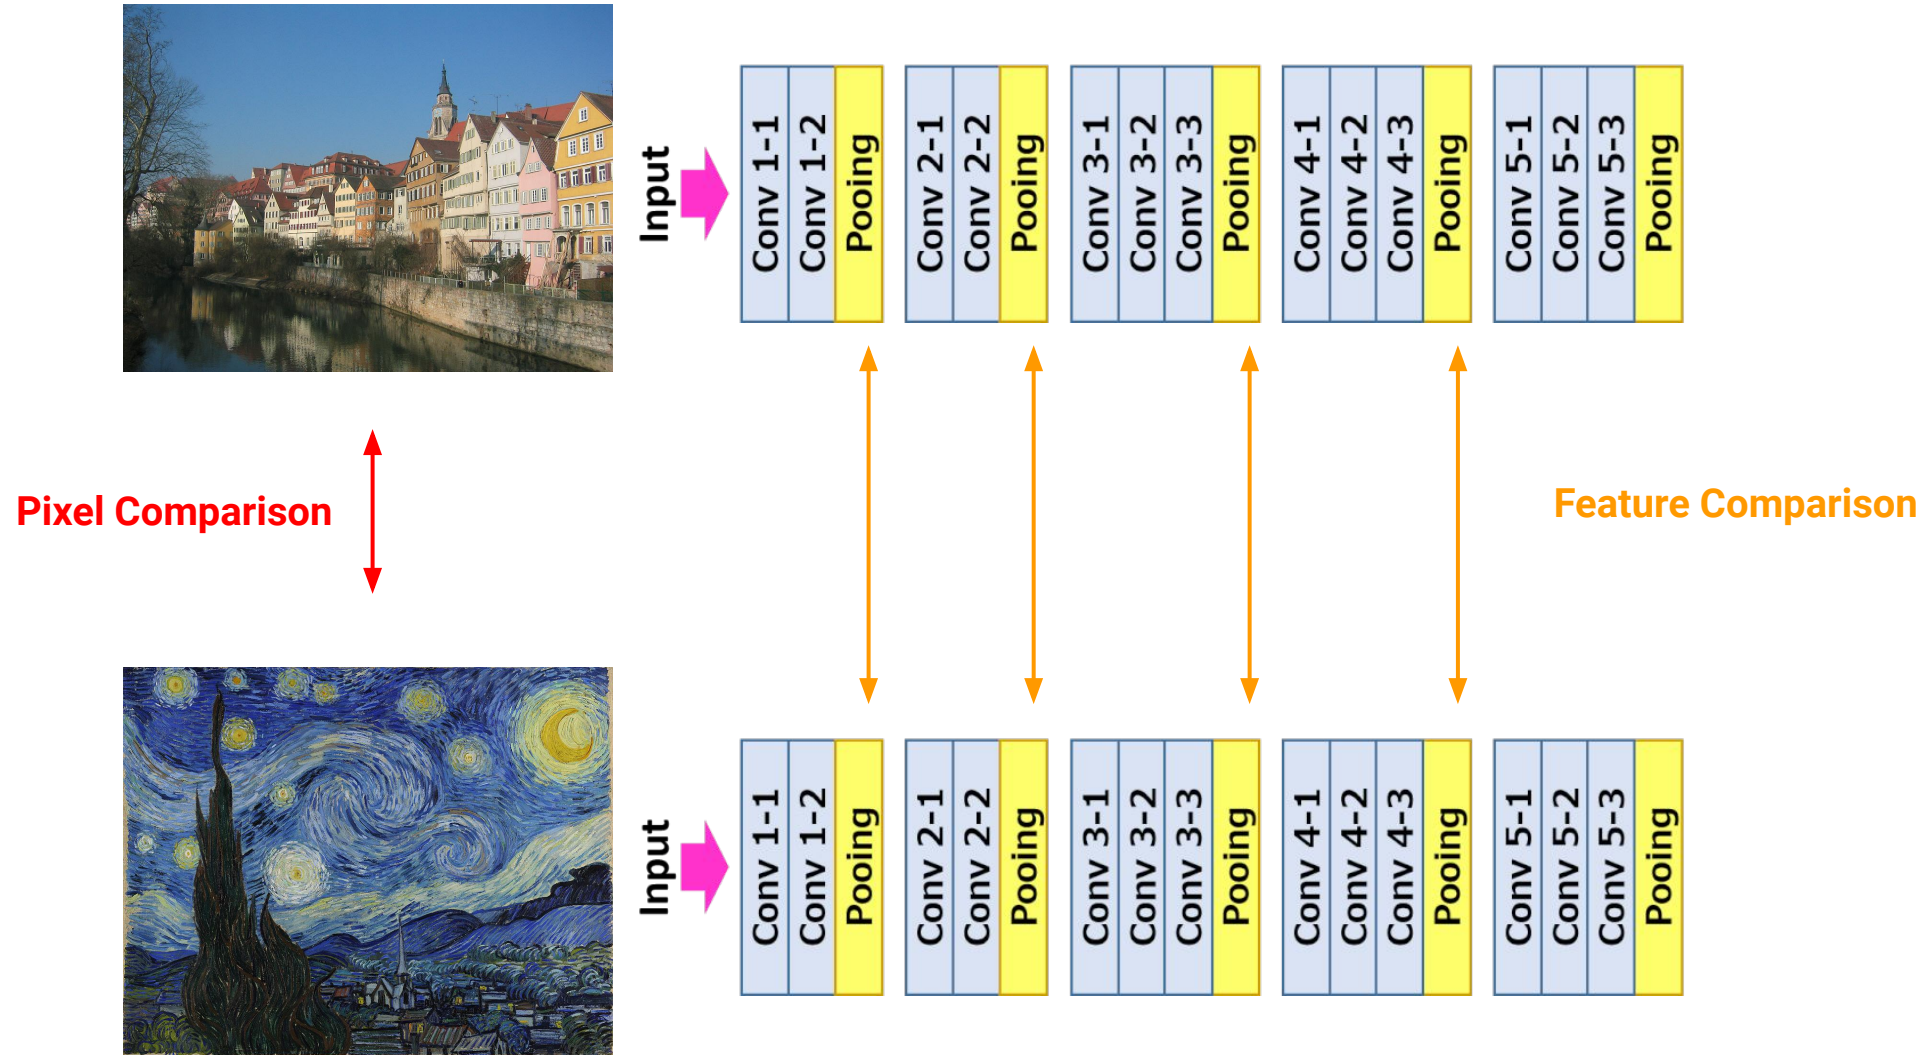 Input
Conv 1-1
Conv 1-2
Pooing
Conv 2-1
Conv 2-2
Pooing
Conv 3-1
Conv 3-2
Conv 3-3
Pooing
Conv 4-1
Conv 4-2
Conv 4-3
Pooing
Conv 5-1
Conv 5-2
Conv 5-3
Pooing
Pixel Comparison
Feature Comparison
Input
Conv 1-1
Conv 1-2
Pooing
Conv 2-1
Conv 2-2
Pooing
Conv 3-1
Conv 3-2
Conv 3-3
Pooing
Conv 4-1
Conv 4-2
Conv 4-3
Pooing
Conv 5-1
Conv 5-2
Conv 5-3
Pooing